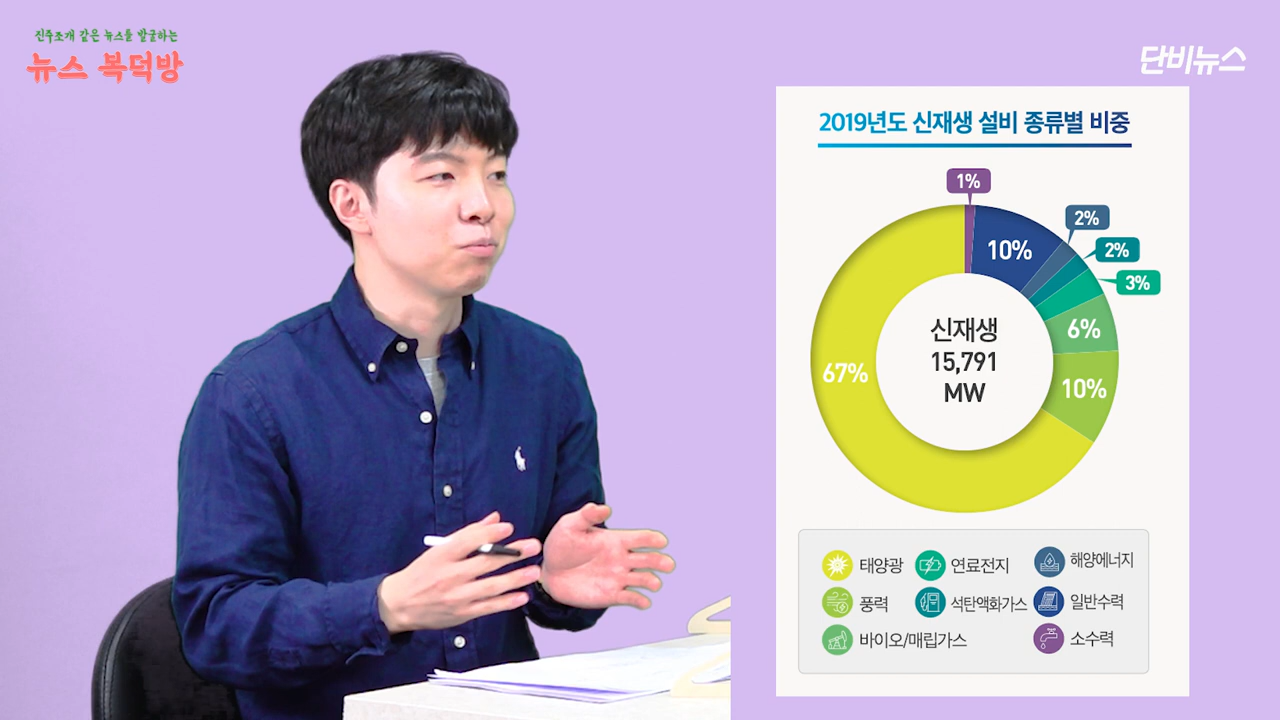 진주조개 같은 뉴스를 발굴하는
뉴스 복덕방
단비뉴스
2019년도 신재생 설비 종류별 비중
1%
10%
2%
2%
3%
6%
10%
67%
신재생
15,791
MW
태양광
연료전지
해양에너지
풍력
석탄액화가스
일반수력
바이오/매립가스
소수력